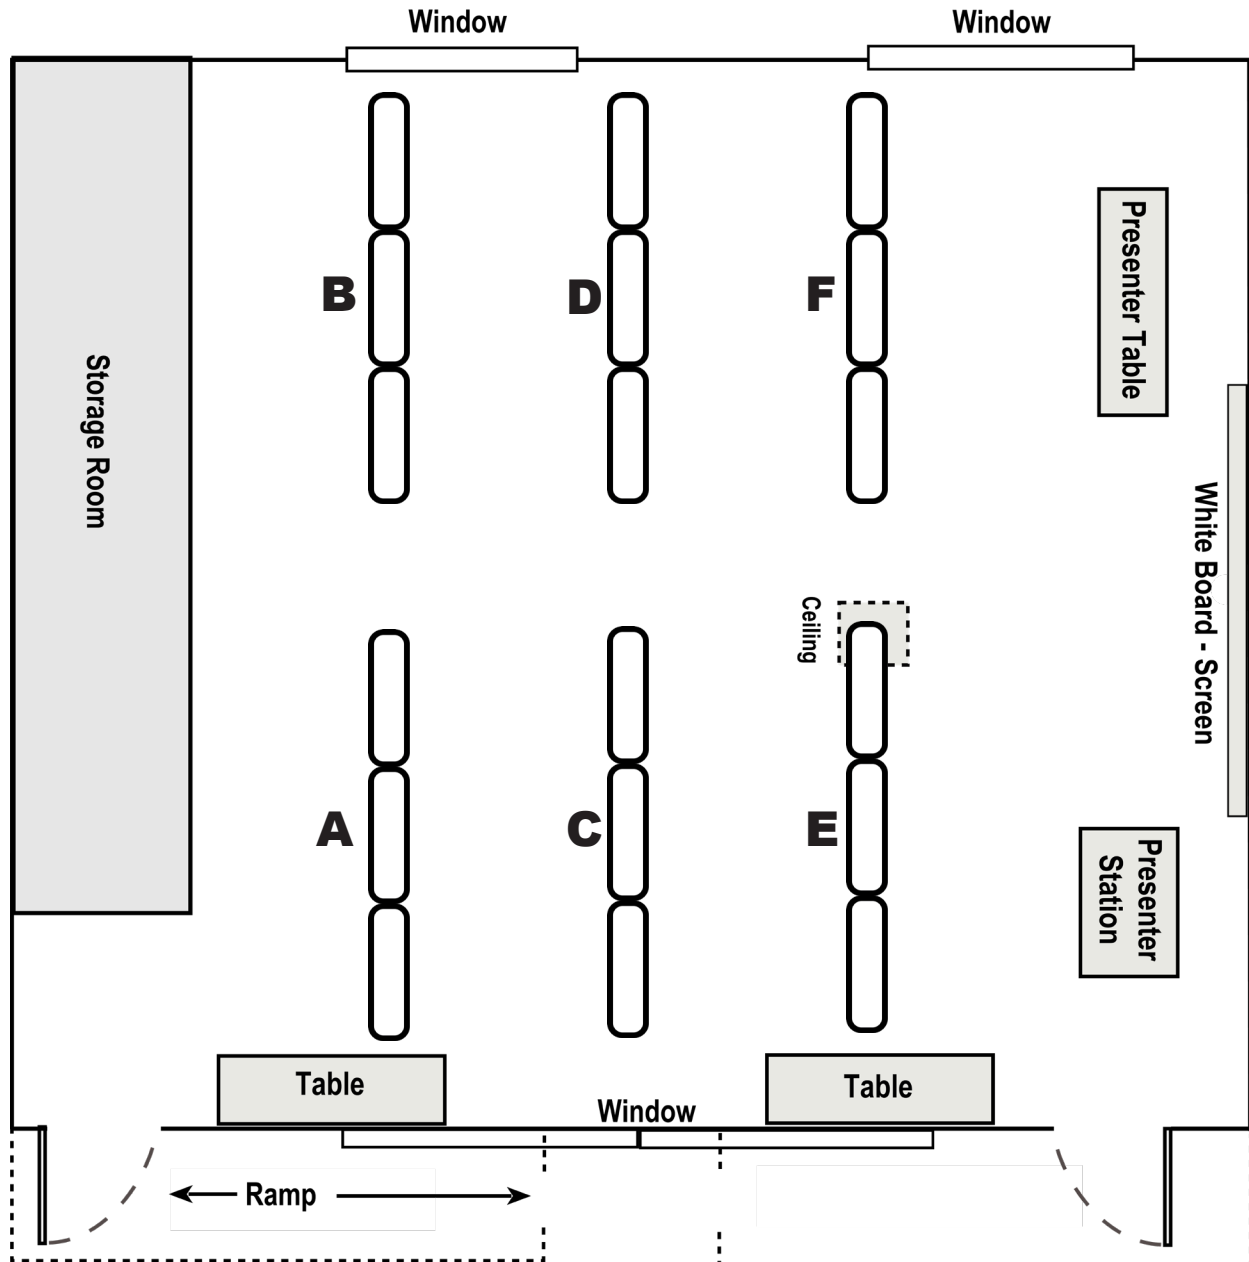 Window
Window
B
D
F
Presenter Table
Storage Room
White Board - Screen
Ceiling
A
C
E
Presenter
Station
Table
Table
Window
Ramp